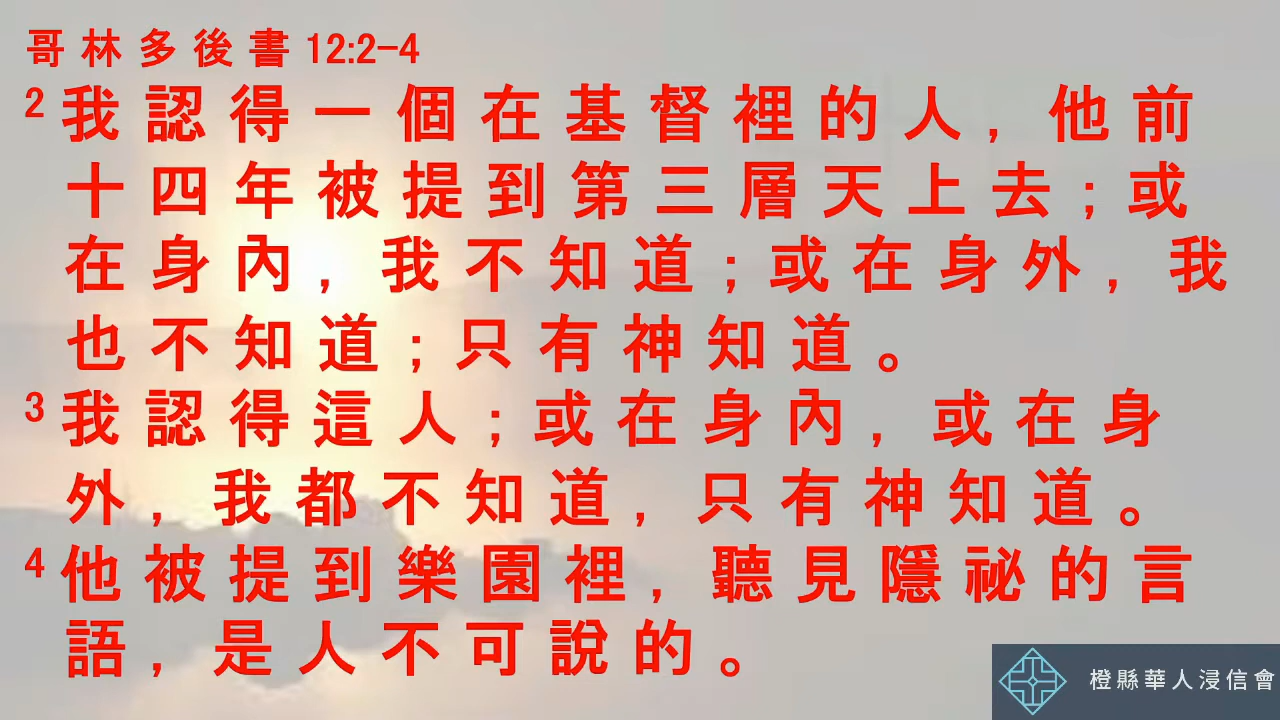 哥林多後書 12:2-4
2 我認得一個在基督裡的人, 他前
十四年被提到第三層天上去; 或
在身內, 我不知道; 或在身外, 我
也不知道; 只有神知道。
3 我認得這人; 或在身內, 或在身
外, 我都不知道, 只有神知道。
4 他被提到樂園裡, 聽見隱祕的言
語, 是人不可說的。
橙縣華人浸信會